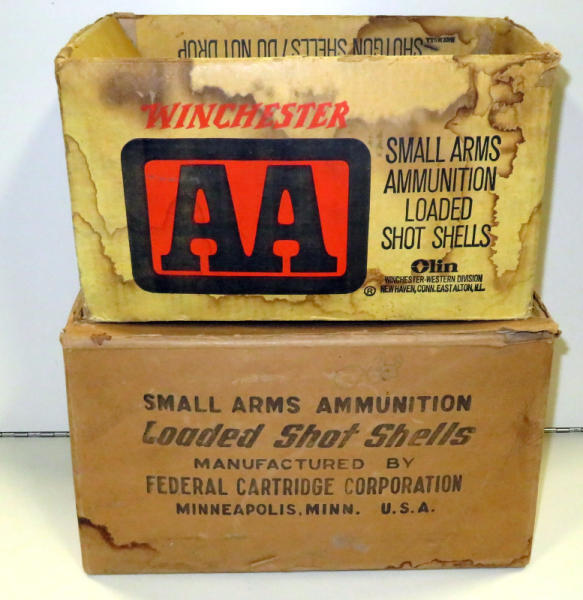 SHOTGUN SHELLS / DO NOT DROP
WINCHESTER
AA
SMALL ARMS
AMMUNITION
LOADED
SHOT SHELLS
Olin
WINCHESTER-WESTERN DIVISION
® NEW HAVEN, CONN. EAST ALTON, ILL.
SMALL ARMS AMMUNITION
Loaded Shot Shells
MANUFACTURED BY
FEDERAL CARTRIDGE CORPORATION
MINNEAPOLIS, MINN. U.S.A.